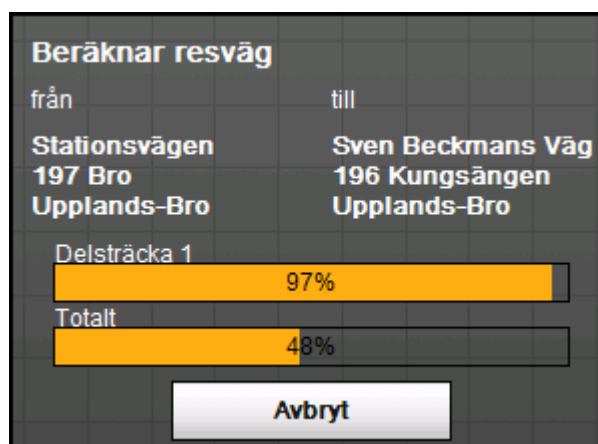 Beräknar resväg
från till
Stationsvägen Sven Beckmans Väg
197 Bro 196 Kungsängen
Upplands-Bro Upplands-Bro
Delsträcka 1
97%
Totalt
48%
Avbryt